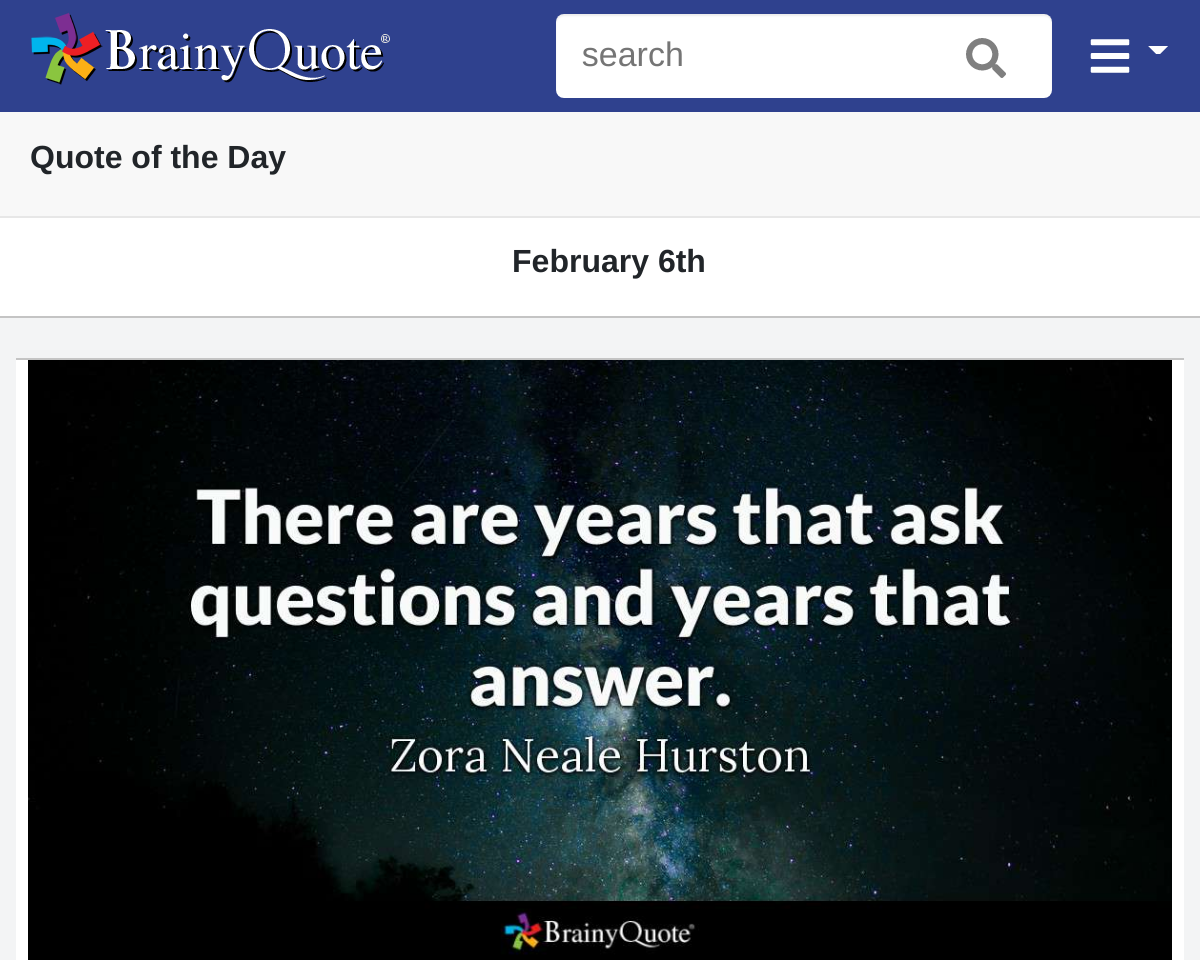 BrainyQuote®
search
Quote of the Day
February 6th
There are years that ask
questions and years that
answer.
Zora Neale Hurston
BrainyQuote®